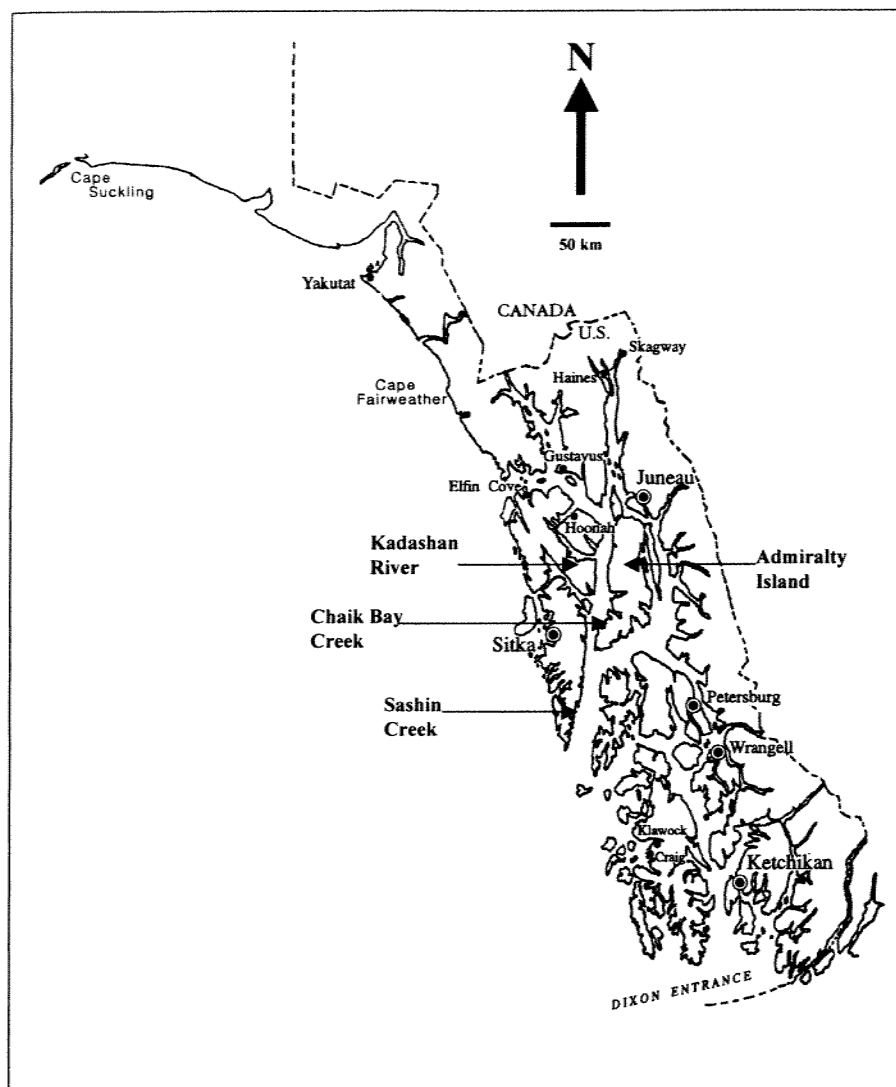 N
Cape
Suckling
50 km
Yakutat
CANADA
U.S.
Skagway
Haines
Cape
Fairweather
Gustavus
Juneau
Elfin Cove
Hoonah
Kadashan
River
Admiralty
Island
Chaik Bay
Creek
Sitka
Sashin
Creek
Petersburg
Wrangell
Klawock
Craig
Ketchikan
DIXON ENTRANCE